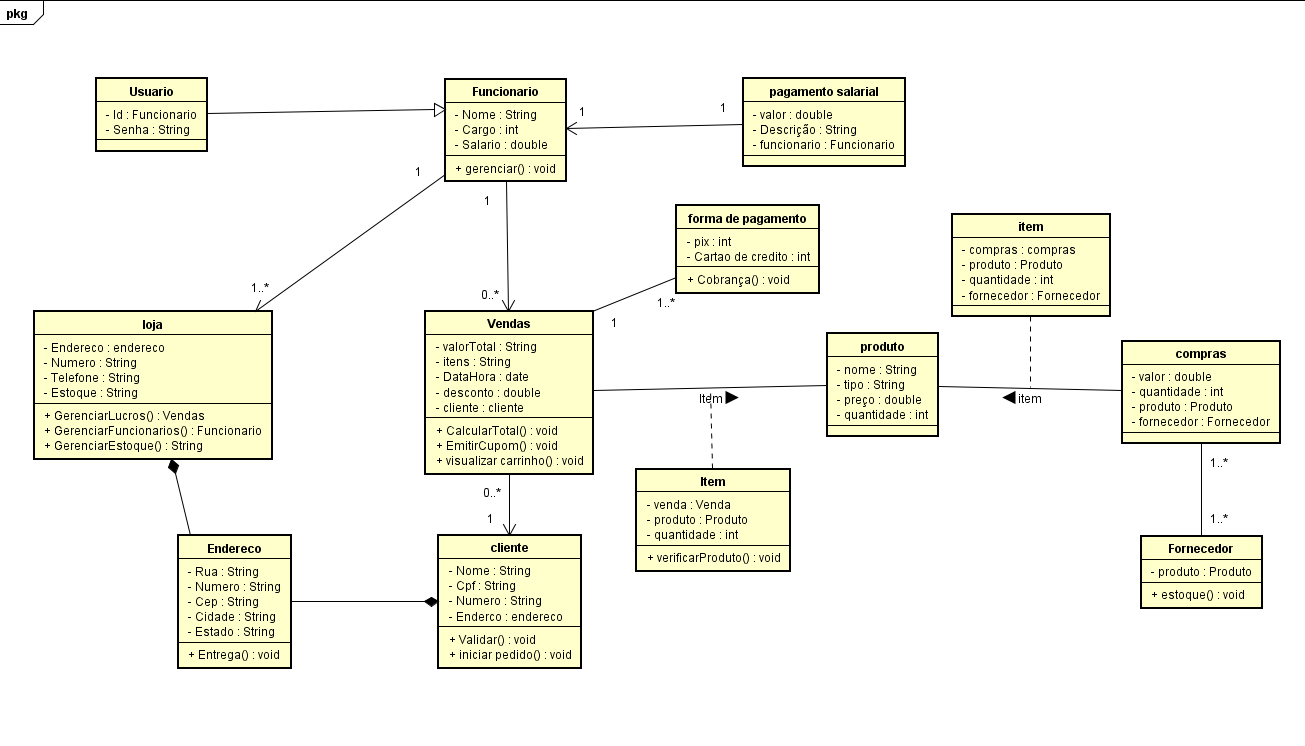 pkg
Usuario
- Id : Funcionario
- Senha : String
Funcionario
- Nome : String
- Cargo : int
- Salario : double
+ gerenciar() : void
pagamento salarial
- valor : double
- Descrição : String
- funcionario : Funcionario
1
1
1
1
1..*
0..*
forma de pagamento
- pix : int
- Cartao de credito : int
+ Cobrança() : void
1..*
1
item
- compras : compras
- produto : Produto
- quantidade : int
- fornecedor : Fornecedor
loja
- Endereco : endereco
- Numero : String
- Telefone : String
- Estoque : String
+ GerenciarLucros() : Vendas
+ GerenciarFuncionarios() : Funcionario
+ GerenciarEstoque() : String
Vendas
- valorTotal : String
- itens : String
- DataHora : date
- desconto : double
- cliente : cliente
+ CalcularTotal() : void
+ EmitirCupom() : void
+ visualizar carrinho() : void
produto
- nome : String
- tipo : String
- preço : double
- quantidade : int
compras
- valor : double
- quantidade : int
- produto : Produto
- fornecedor : Fornecedor
Item
item
Item
- venda : Venda
- produto : Produto
- quantidade : int
+ verificarProduto() : void
0..*
1
1..*
1..*
Endereco
- Rua : String
- Numero : String
- Cep : String
- Cidade : String
- Estado : String
+ Entrega() : void
cliente
- Nome : String
- Cpf : String
- Numero : String
- Enderco : endereco
+ Validar() : void
+ iniciar pedido() : void
Fornecedor
- produto : Produto
+ estoque() : void